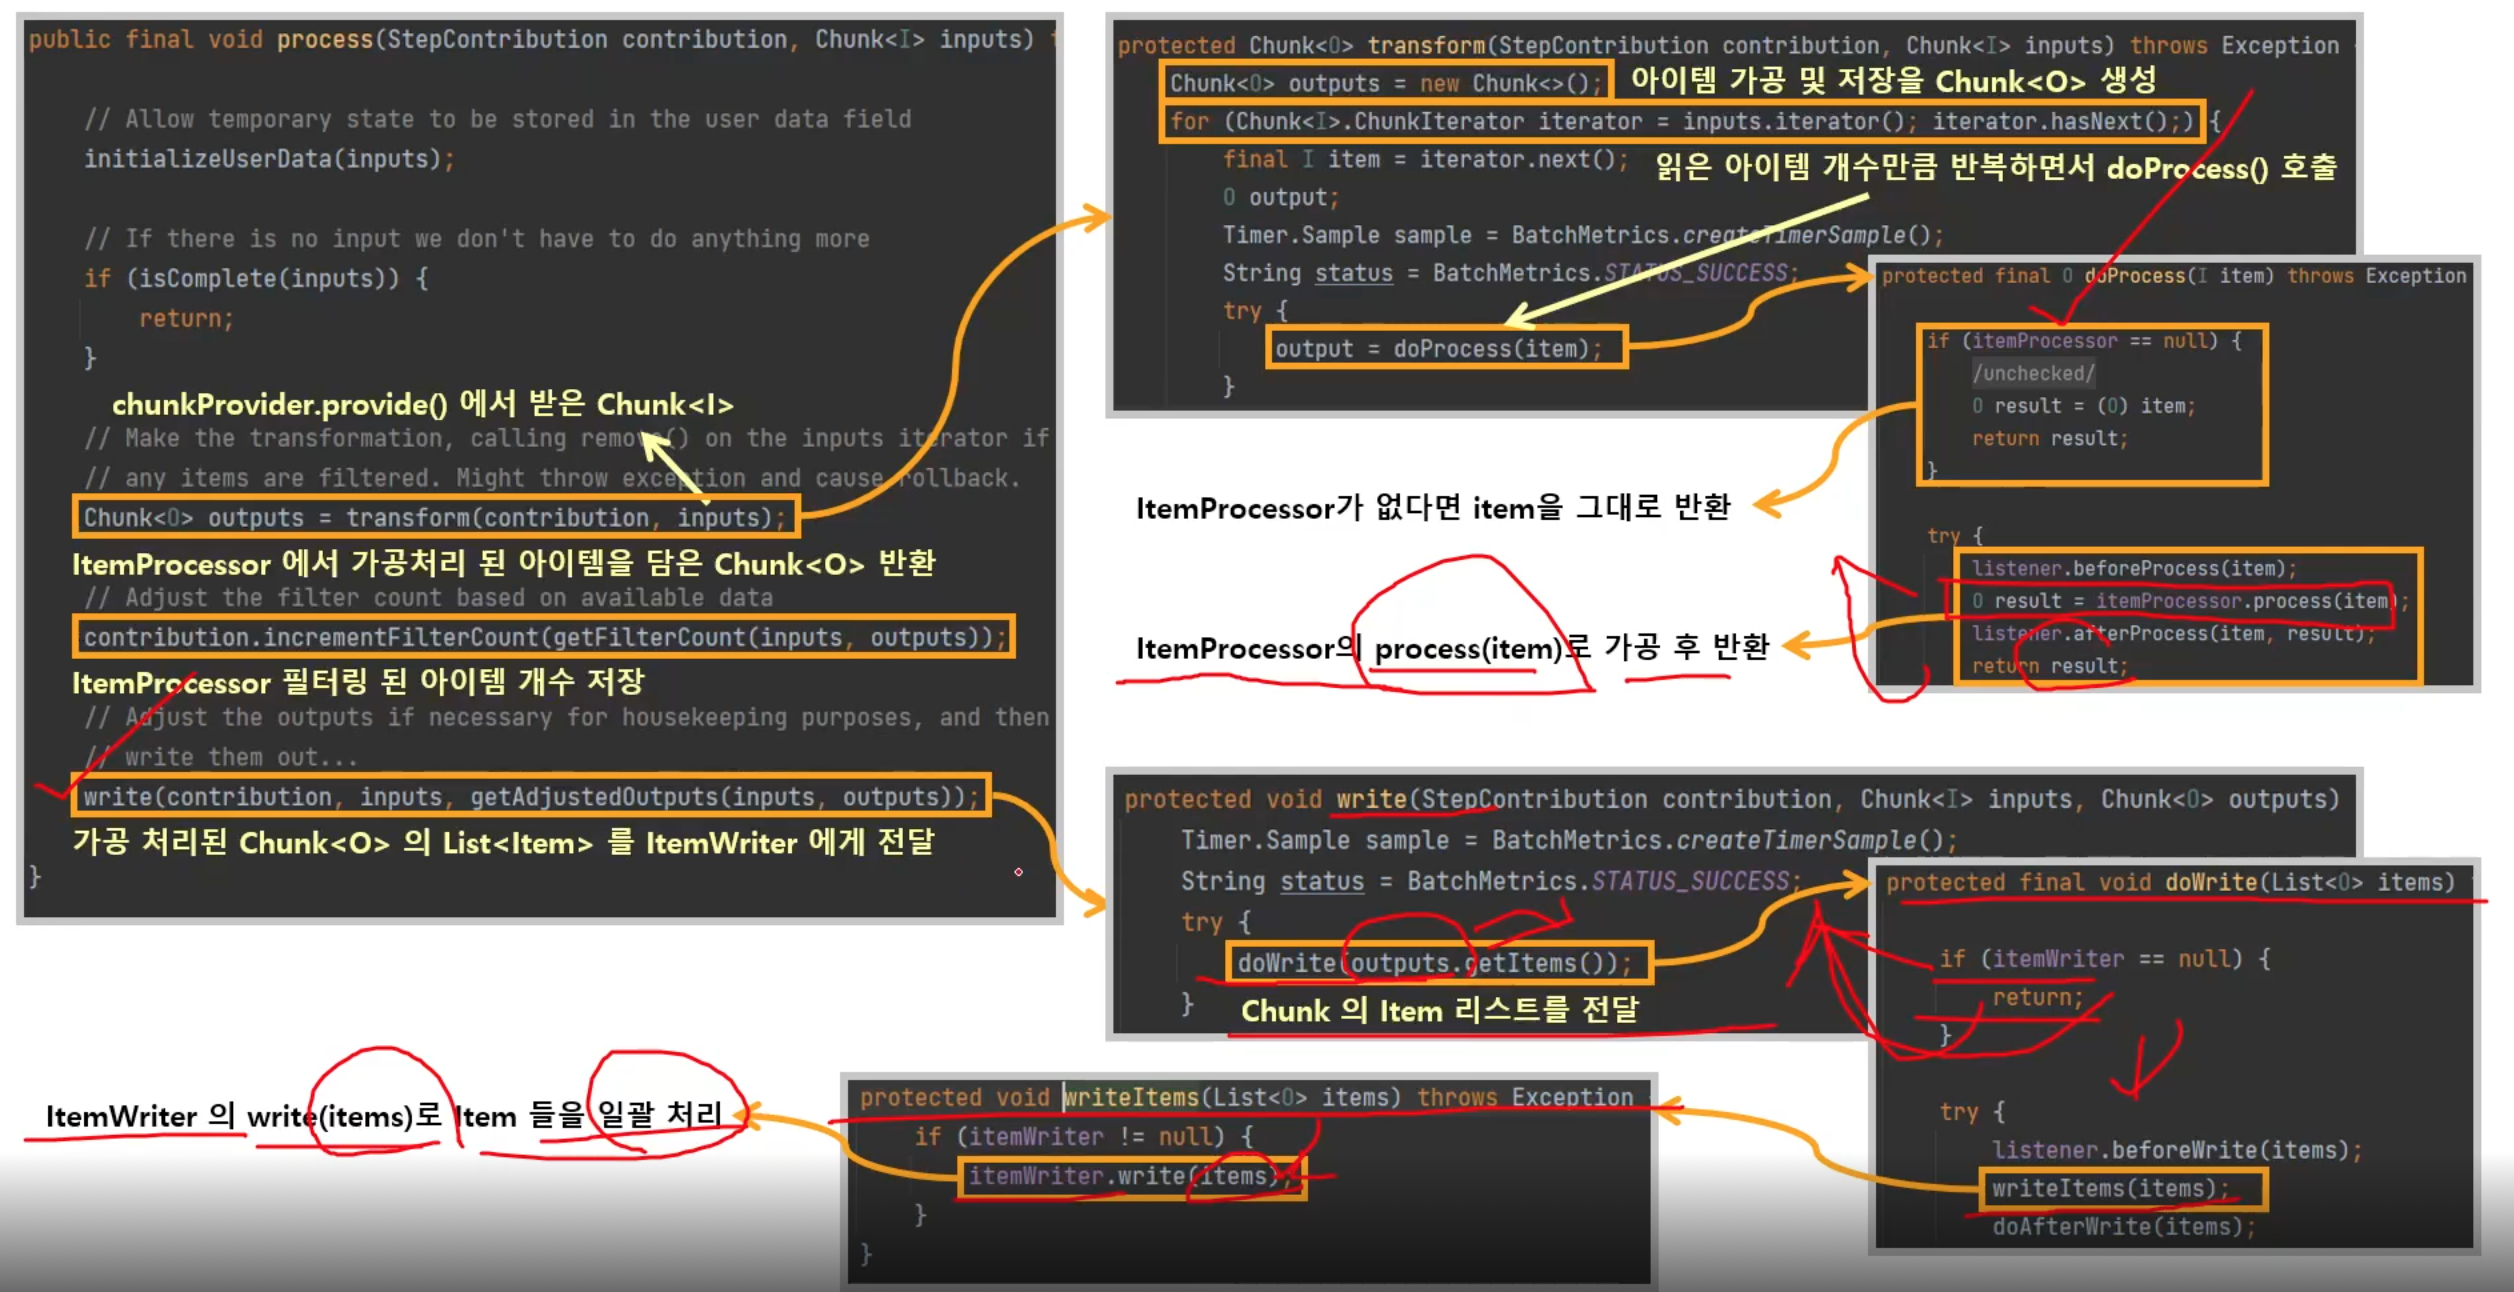 public final void process(StepContribution contribution, Chunk<I> inputs)
// Allow temporary state to be stored in the user data field
initializeUserData(inputs);
// If there is no input we don't have to do anything more
if (isComplete(inputs)) {
return;
}
chunkProvider.provide() 에서 받은 Chunk<I>
// Make the transformation, calling remove() on the inputs iterator if
// any items are filtered. Might throw exception and cause rollback.
Chunk<O> outputs = transform(contribution, inputs);
ItemProcessor 에서 가공처리 된 아이템을 담은 Chunk<O> 반환
// Adjust the filter count based on available data
contribution.incrementFilterCount(getFilterCount(inputs, outputs));
ItemProcessor 필터링 된 아이템 개수 저장
// Adjust the outputs if necessary for housekeeping purposes, and then
// write them out...
write(contribution, inputs, getAdjustedOutputs(inputs, outputs));
가공 처리된 Chunk<O> 의 List<Item> 를 ItemWriter 에게 전달
}
protected Chunk<O> transform(StepContribution contribution, Chunk<I> inputs) throws Exception {
Chunk<O> outputs = new Chunk<>();
아이템 가공 및 저장을 Chunk<O> 생성
for (Chunk<I>.ChunkIterator iterator = inputs.iterator(); iterator.hasNext();) {
final I item = iterator.next();
읽은 아이템 개수만큼 반복하면서 doProcess() 호출
O output;
Timer.Sample sample = BatchMetrics.createTimerSample();
String status = BatchMetrics.STATUS_SUCCESS;
try {
output = doProcess(item);
}
protected final O doProcess(I item) throws Exception
if (itemProcessor == null) {
/unchecked/
O result = (O) item;
return result;
}
try {
listener.beforeProcess(item);
O result = itemProcessor.process(item);
listener.afterProcess(item, result);
return result;
ItemProcessor가 없다면 item을 그대로 반환
ItemProcessor의 process(item)로 가공 후 반환
protected void write(StepContribution contribution, Chunk<I> inputs, Chunk<O> outputs)
Timer.Sample sample = BatchMetrics.createTimerSample();
String status = BatchMetrics.STATUS_SUCCESS;
try {
doWrite(outputs.getItems());
}
Chunk 의 Item 리스트를 전달
protected final void doWrite(List<O> items)
if (itemWriter == null) {
return;
}
try {
listener.beforeWrite(items);
writeItems(items);
doAfterWrite(items);
protected void writeItems(List<O> items) throws Exception {
if (itemWriter != null) {
itemWriter.write(items);
}
}
ItemWriter 의 write(items)로 Item 들을 일괄 처리